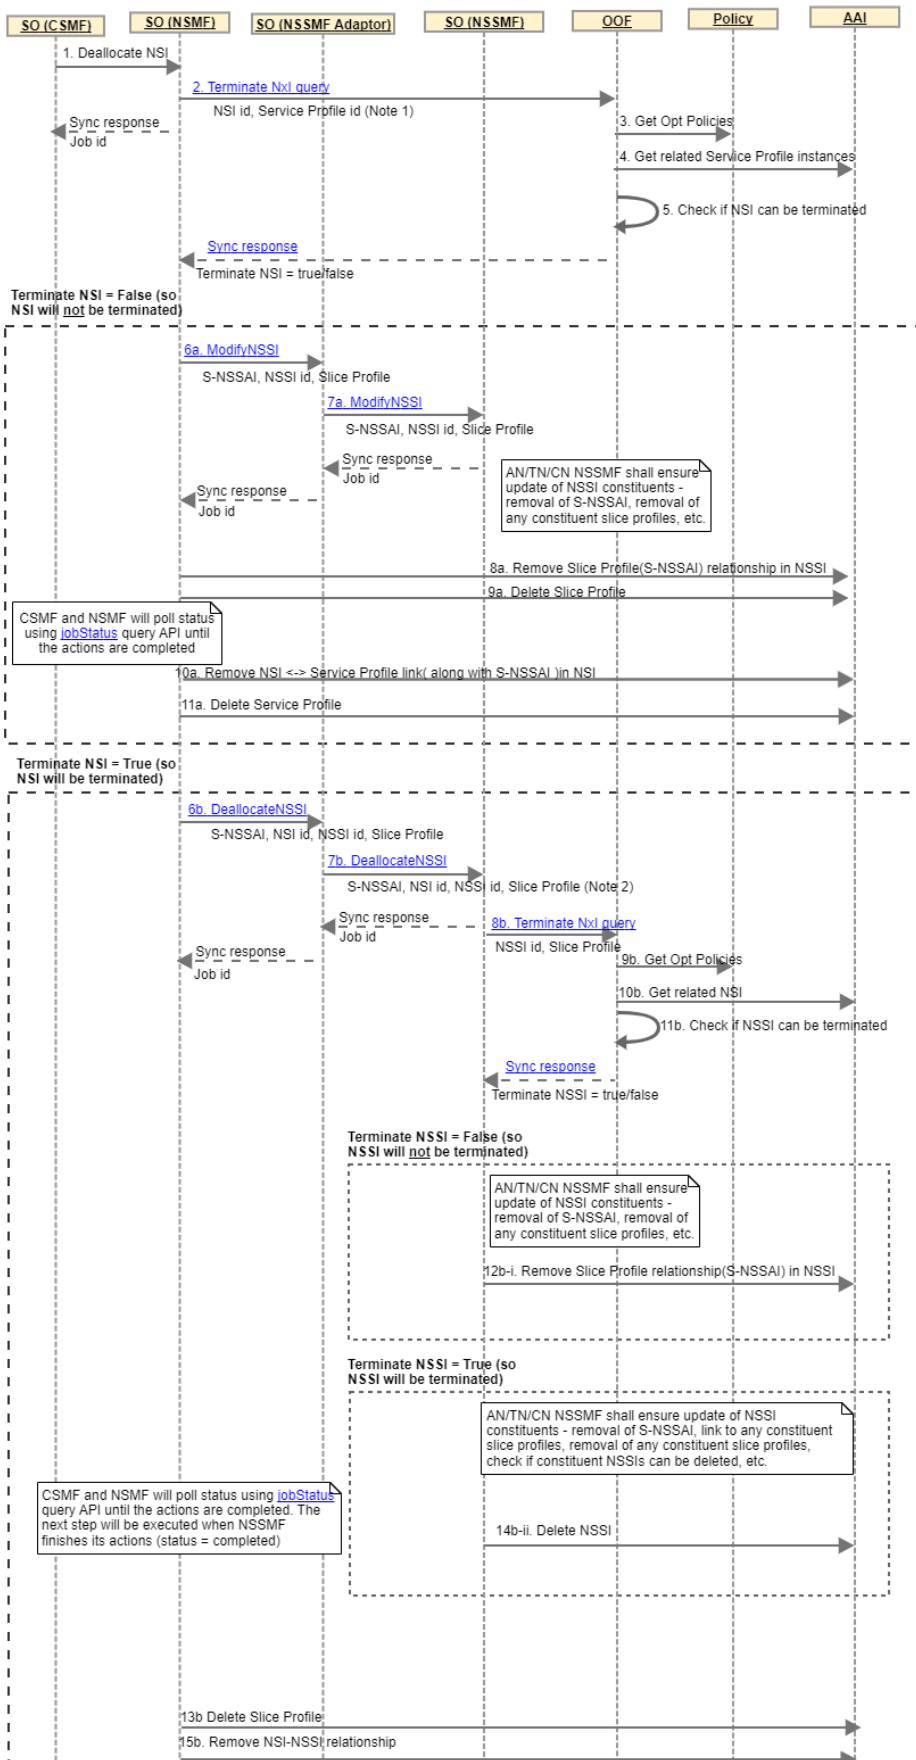 SO (CSMF)
SO (NSMF)
SO (NSSMF Adaptor)
SO (NSSMF)
OOF
Policy
AAI
1. Deallocate NSI
2. Terminate NxI query
NSI id, Service Profile id (Note 1)
Sync response
Job id
3. Get Opt Policies
4. Get related Service Profile instances
5. Check if NSI can be terminated
Sync response
Terminate NSI = true/false
Terminate NSI = False (so
NSI will not be terminated)
6a. ModifyNSSI
S-NSSAI, NSSI id, Slice Profile
7a. ModifyNSSI
S-NSSAI, NSSI id, Slice Profile
Sync response
Job id
Sync response
Job id
AN/TN/CN NSSMF shall ensure
update of NSSI constituents -
removal of S-NSSAI, removal of
any constituent slice profiles, etc.
8a. Remove Slice Profile(S-NSSAI) relationship in NSSI
9a. Delete Slice Profile
CSMF and NSMF will poll status
using jobStatus query API until
the actions are completed
10a. Remove NSI <-> Service Profile link( along with S-NSSAI )in NSI
11a. Delete Service Profile
Terminate NSI = True (so
NSI will be terminated)
6b. DeallocateNSSI
S-NSSAI, NSI id, NSSI id, Slice Profile
7b. DeallocateNSSI
S-NSSAI, NSI id, NSSI id, Slice Profile (Note 2)
Sync response
Job id
8b. Terminate NxI query
NSSI id, Slice Profile
Sync response
Job id
9b. Get Opt Policies
10b. Get related NSI
11b. Check if NSSI can be terminated
Sync response
Terminate NSSI = true/false
Terminate NSSI = False (so
NSSI will not be terminated)
AN/TN/CN NSSMF shall ensure
update of NSSI constituents -
removal of S-NSSAI, removal of
any constituent slice profiles, etc.
12b-i. Remove Slice Profile relationship(S-NSSAI) in NSSI
Terminate NSSI = True (so
NSSI will be terminated)
AN/TN/CN NSSMF shall ensure update of NSSI
constituents - removal of S-NSSAI, link to any constituent
slice profiles, removal of any constituent slice profiles,
check if constituent NSSIs can be deleted, etc.
CSMF and NSMF will poll status using jobStatus
query API until the actions are completed. The
next step will be executed when NSSMF
finishes its actions (status = completed)
14b-ii. Delete NSSI
13b Delete Slice Profile
15b. Remove NSI-NSSI relationship